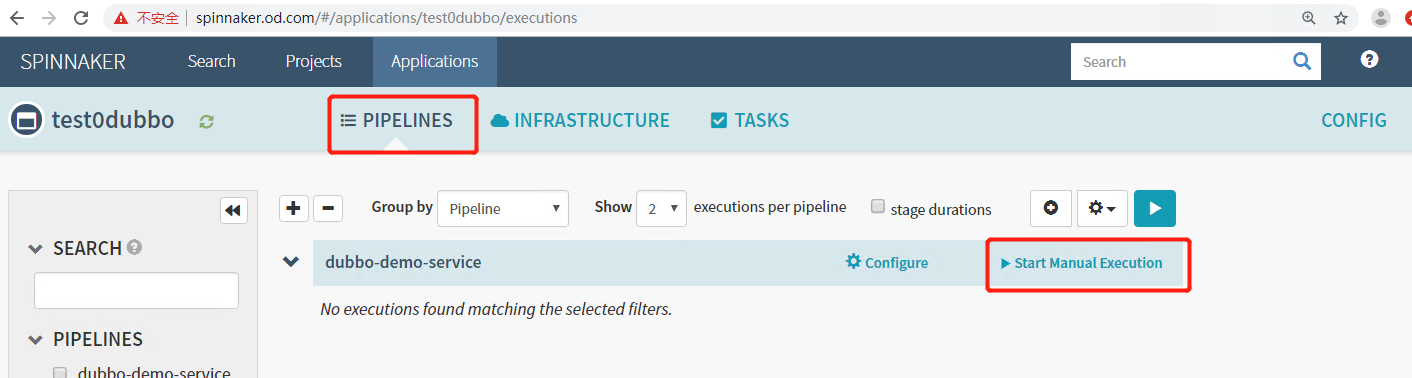 不安全 | spinnaker.od.com/#/applications/test0dubbo/executions
SPINNAKER Search Projects Applications Search ?
test0dubbo PIPELINES INFRASTRUCTURE TASKS CONFIG
Group by Pipeline Show 2 executions per pipeline stage durations
SEARCH ?
dubbo-demo-service Configure Start Manual Execution
No executions found matching the selected filters.
PIPELINES
dubbo-demo-service